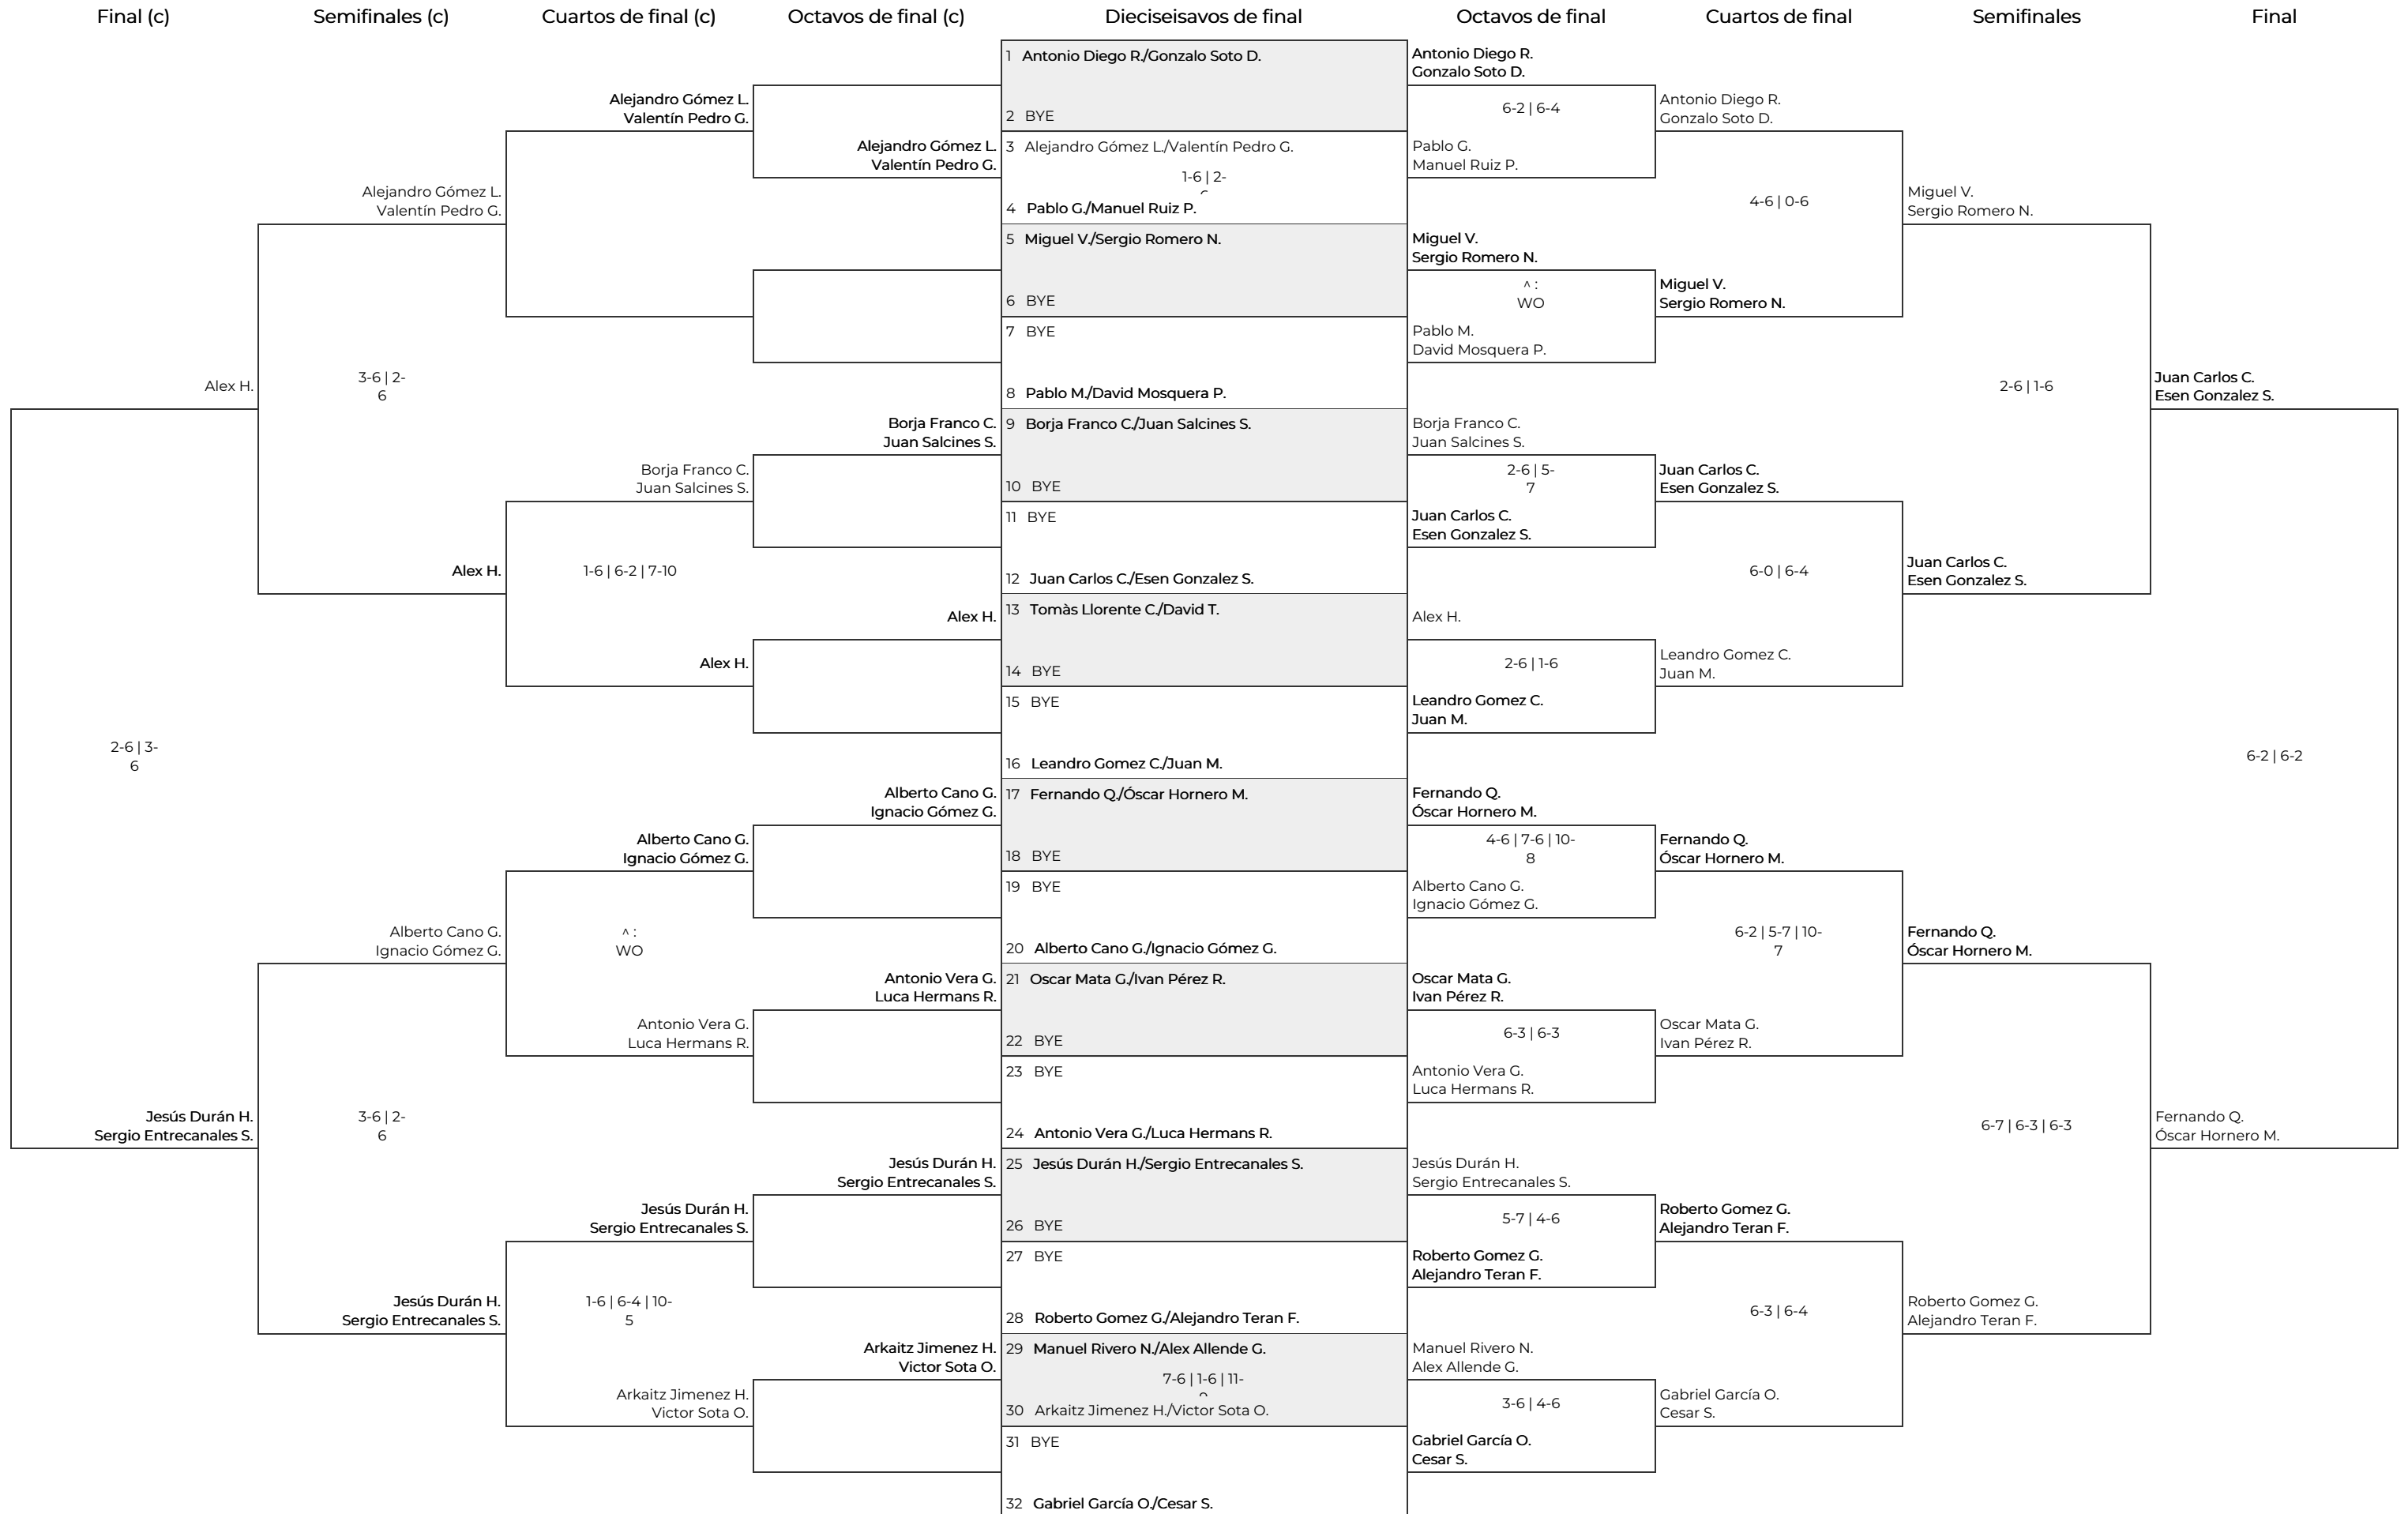 Final (c)
Semifinales (c)
Cuartos de final (c)
Octavos de final (c)
Dieciseisavos de final
Octavos de final
Cuartos de final
Semifinales
Final
Alex H.
2-6 | 3-
6
Jesús Durán H.
Sergio Entrecanales S.
Alejandro Gómez L.
Valentín Pedro G.
3-6 | 2-
6
Alex H.
Alberto Cano G.
Ignacio Gómez G.
3-6 | 2-
6
Jesús Durán H.
Sergio Entrecanales S.
Alejandro Gómez L.
Valentín Pedro G.
Borja Franco C.
Juan Salcines S.
1-6 | 6-2 | 7-10
Alex H.
Alberto Cano G.
Ignacio Gómez G.
^ :
WO
Antonio Vera G.
Luca Hermans R.
Jesús Durán H.
Sergio Entrecanales S.
1-6 | 6-4 | 10-
5
Arkaitz Jimenez H.
Victor Sota O.
Alejandro Gómez L.
Valentín Pedro G.
Borja Franco C.
Juan Salcines S.
Alex H.
Alberto Cano G.
Ignacio Gómez G.
Antonio Vera G.
Luca Hermans R.
Jesús Durán H.
Sergio Entrecanales S.
Arkaitz Jimenez H.
Victor Sota O.
1 Antonio Diego R./Gonzalo Soto D.
2 BYE
3 Alejandro Gómez L./Valentín Pedro G.
1-6 | 2-
4 Pablo G./Manuel Ruiz P.
5 Miguel V./Sergio Romero N.
6 BYE
7 BYE
8 Pablo M./David Mosquera P.
9 Borja Franco C./Juan Salcines S.
10 BYE
11 BYE
12 Juan Carlos C./Esen Gonzalez S.
13 Tomàs Llorente C./David T.
14 BYE
15 BYE
16 Leandro Gomez C./Juan M.
17 Fernando Q./Óscar Hornero M.
18 BYE
19 BYE
20 Alberto Cano G./Ignacio Gómez G.
21 Oscar Mata G./Ivan Pérez R.
22 BYE
23 BYE
24 Antonio Vera G./Luca Hermans R.
25 Jesús Durán H./Sergio Entrecanales S.
26 BYE
27 BYE
28 Roberto Gomez G./Alejandro Teran F.
29 Manuel Rivero N./Alex Allende G.
7-6 | 1-6 | 11-
30 Arkaitz Jimenez H./Victor Sota O.
31 BYE
32 Gabriel García O./Cesar S.
Antonio Diego R.
Gonzalo Soto D.
6-2 | 6-4
Pablo G.
Manuel Ruiz P.
Miguel V.
Sergio Romero N.
^ :
WO
Pablo M.
David Mosquera P.
Borja Franco C.
Juan Salcines S.
2-6 | 5-
7
Juan Carlos C.
Esen Gonzalez S.
Alex H.
2-6 | 1-6
Leandro Gomez C.
Juan M.
Fernando Q.
Óscar Hornero M.
4-6 | 7-6 | 10-
8
Alberto Cano G.
Ignacio Gómez G.
Oscar Mata G.
Ivan Pérez R.
6-3 | 6-3
Antonio Vera G.
Luca Hermans R.
Jesús Durán H.
Sergio Entrecanales S.
5-7 | 4-6
Roberto Gomez G.
Alejandro Teran F.
Manuel Rivero N.
Alex Allende G.
3-6 | 4-6
Gabriel García O.
Cesar S.
Antonio Diego R.
Gonzalo Soto D.
4-6 | 0-6
Miguel V.
Sergio Romero N.
Juan Carlos C.
Esen Gonzalez S.
6-0 | 6-4
Leandro Gomez C.
Juan M.
Fernando Q.
Óscar Hornero M.
6-2 | 5-7 | 10-
7
Oscar Mata G.
Ivan Pérez R.
Roberto Gomez G.
Alejandro Teran F.
6-3 | 6-4
Gabriel García O.
Cesar S.
Miguel V.
Sergio Romero N.
2-6 | 1-6
Juan Carlos C.
Esen Gonzalez S.
Fernando Q.
Óscar Hornero M.
6-7 | 6-3 | 6-3
Roberto Gomez G.
Alejandro Teran F.
Juan Carlos C.
Esen Gonzalez S.
6-2 | 6-2
Fernando Q.
Óscar Hornero M.